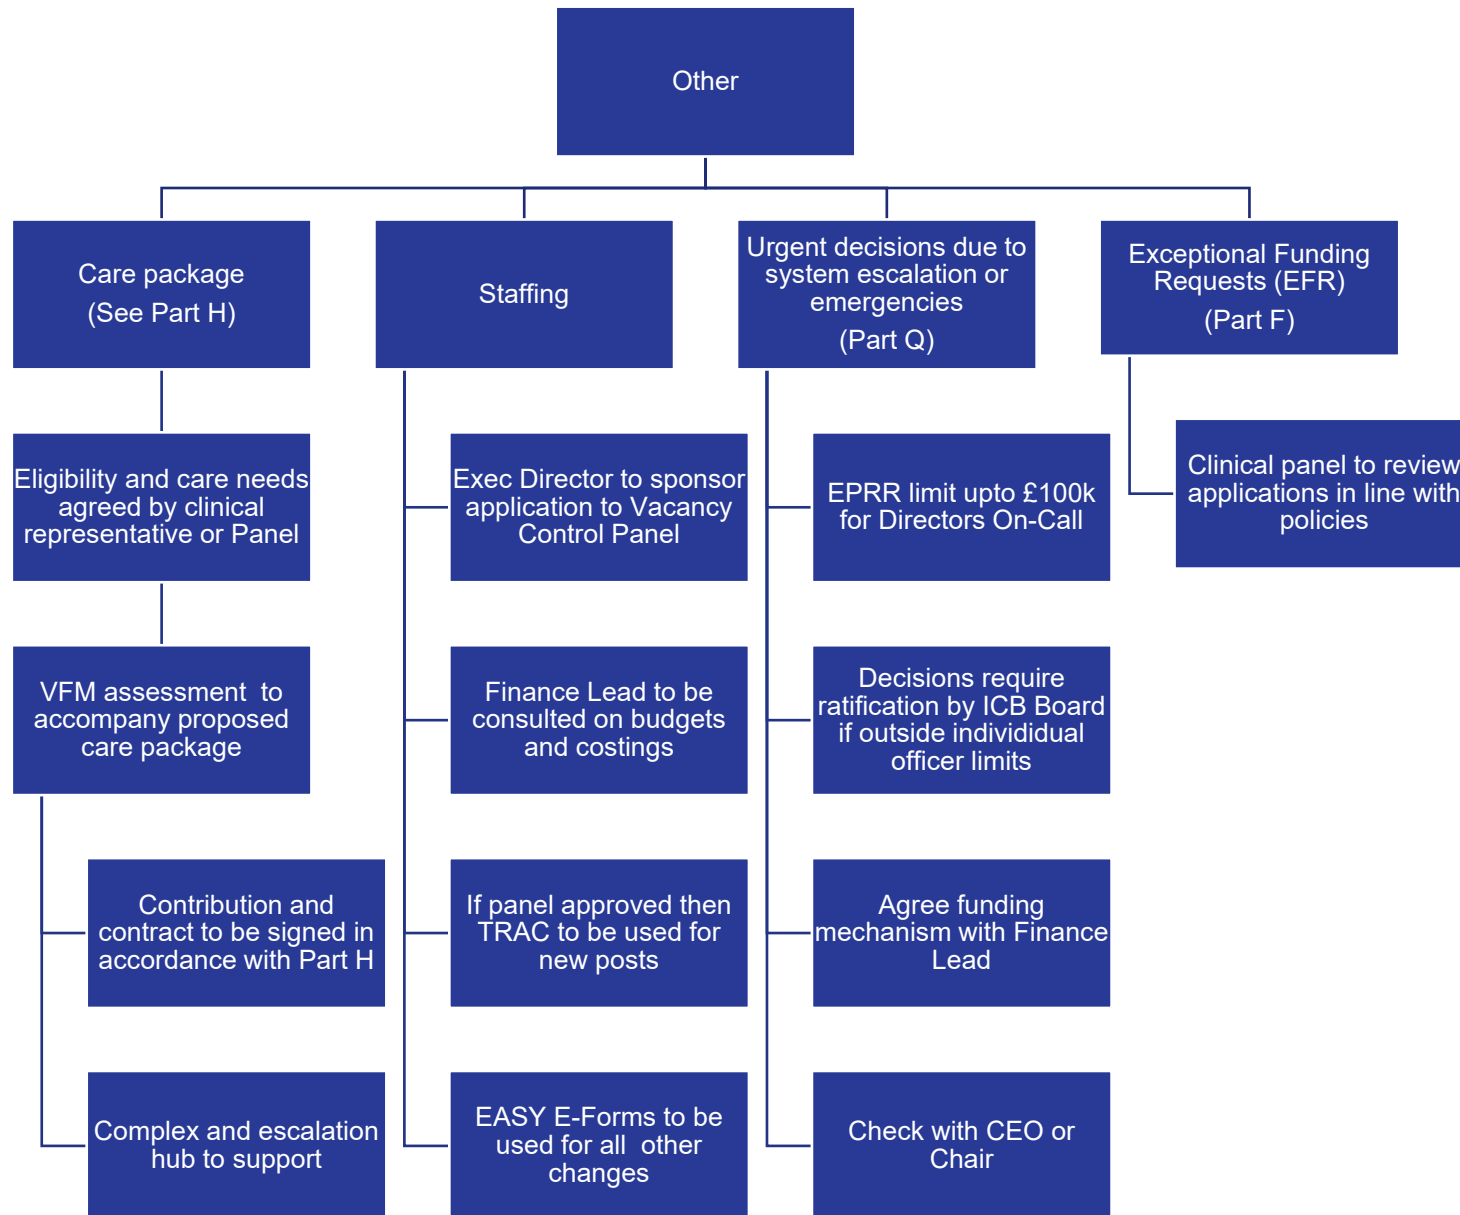 Other
Care package
(See Part H)
Eligibility and care needs
agreed by clinical
representative or Panel
VFM assessment to
accompany proposed
care package
Contribution and
contract to be signed in
accordance with Part H
Complex and escalation
hub to support
Staffing
Exec Director to sponsor
application to Vacancy
Control Panel
Finance Lead to be
consulted on budgets
and costings
If panel approved then
TRAC to be used for
new posts
EASY E-Forms to be
used for all other
changes
Urgent decisions due to
system escalation or
emergencies
(Part Q)
EPRR limit upto £100k
for Directors On-Call
Decisions require
ratification by ICB Board
if outside individidual
officer limits
Agree funding
mechanism with Finance
Lead
Check with CEO or
Chair
Exceptional Funding
Requests (EFR)
(Part F)
Clinical panel to review
applications in line with
policies